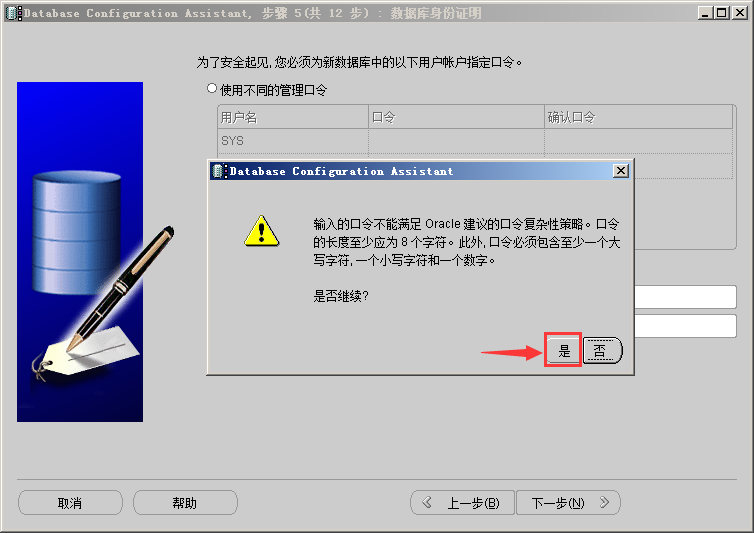 Database Configuration Assistant, 步骤 5(共 12 步) : 数据库身份证明
为了安全起见,您必须为新数据库中的以下用户帐户指定口令。
使用不同的管理口令
用户名 口令 确认口令
SYS
Database Configuration Assistant
输入的口令不能满足 Oracle 建议的口令复杂性策略。口令
的长度至少应为 8 个字符。此外,口令必须包含至少一个大
写字符,一个小写字符和一个数字。
是否继续?
是 否
取消 帮助 上一步(B) 下一步(N)